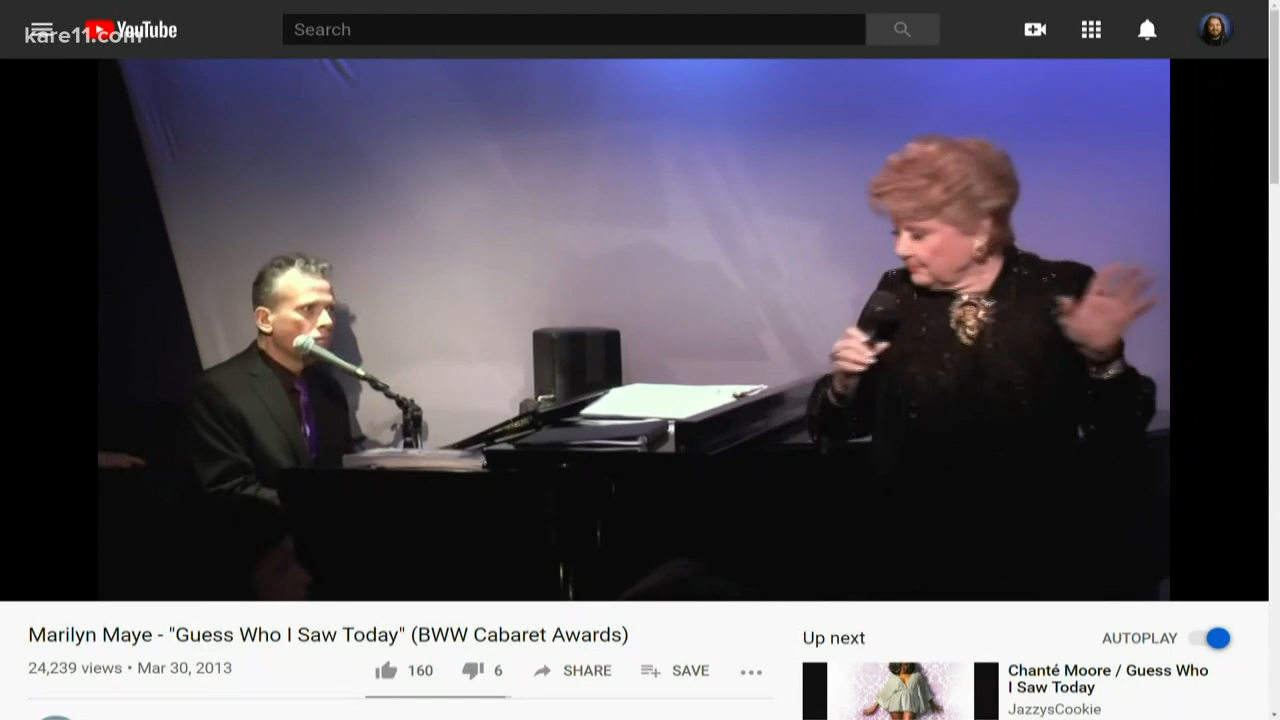 kare11.com
YouTube
Search
Marilyn Maye - "Guess Who I Saw Today" (BWW Cabaret Awards)
24,239 views • Mar 30, 2013
160
6
SHARE
SAVE
Up next
AUTOPLAY
Chanté Moore / Guess Who
I Saw Today
JazzysCookie